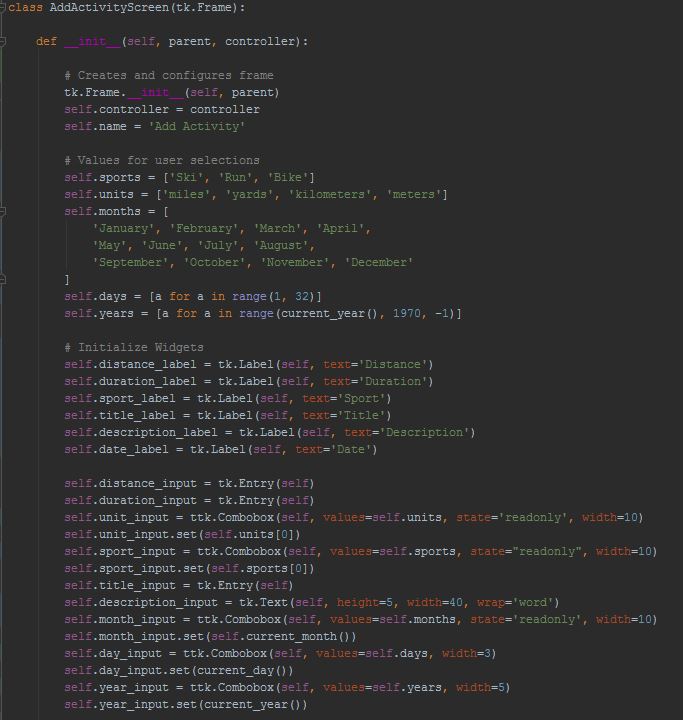 class AddActivityScreen(tk.Frame):
def __init__(self, parent, controller):
# Creates and configures frame
tk.Frame.__init__(self, parent)
self.controller = controller
self.name = 'Add Activity'
# Values for user selections
self.sports = ['Ski', 'Run', 'Bike']
self.units = ['miles', 'yards', 'kilometers', 'meters']
self.months = [
'January', 'February', 'March', 'April',
'May', 'June', 'July', 'August',
'September', 'October', 'November', 'December'
]
self.days = [a for a in range(1, 32)]
self.years = [a for a in range(current_year(), 1970, -1)]
# Initialize Widgets
self.distance_label = tk.Label(self, text='Distance')
self.duration_label = tk.Label(self, text='Duration')
self.sport_label = tk.Label(self, text='Sport')
self.title_label = tk.Label(self, text='Title')
self.description_label = tk.Label(self, text='Description')
self.date_label = tk.Label(self, text='Date')
self.distance_input = tk.Entry(self)
self.duration_input = tk.Entry(self)
self.unit_input = ttk.Combobox(self, values=self.units, state='readonly', width=10)
self.unit_input.set(self.units[0])
self.sport_input = ttk.Combobox(self, values=self.sports, state="readonly", width=10)
self.sport_input.set(self.sports[0])
self.title_input = tk.Entry(self)
self.description_input = tk.Text(self, height=5, width=40, wrap='word')
self.month_input = ttk.Combobox(self, values=self.months, state='readonly', width=10)
self.month_input.set(self.current_month())
self.day_input = ttk.Combobox(self, values=self.days, width=3)
self.day_input.set(current_day())
self.year_input = ttk.Combobox(self, values=self.years, width=5)
self.year_input.set(current_year())